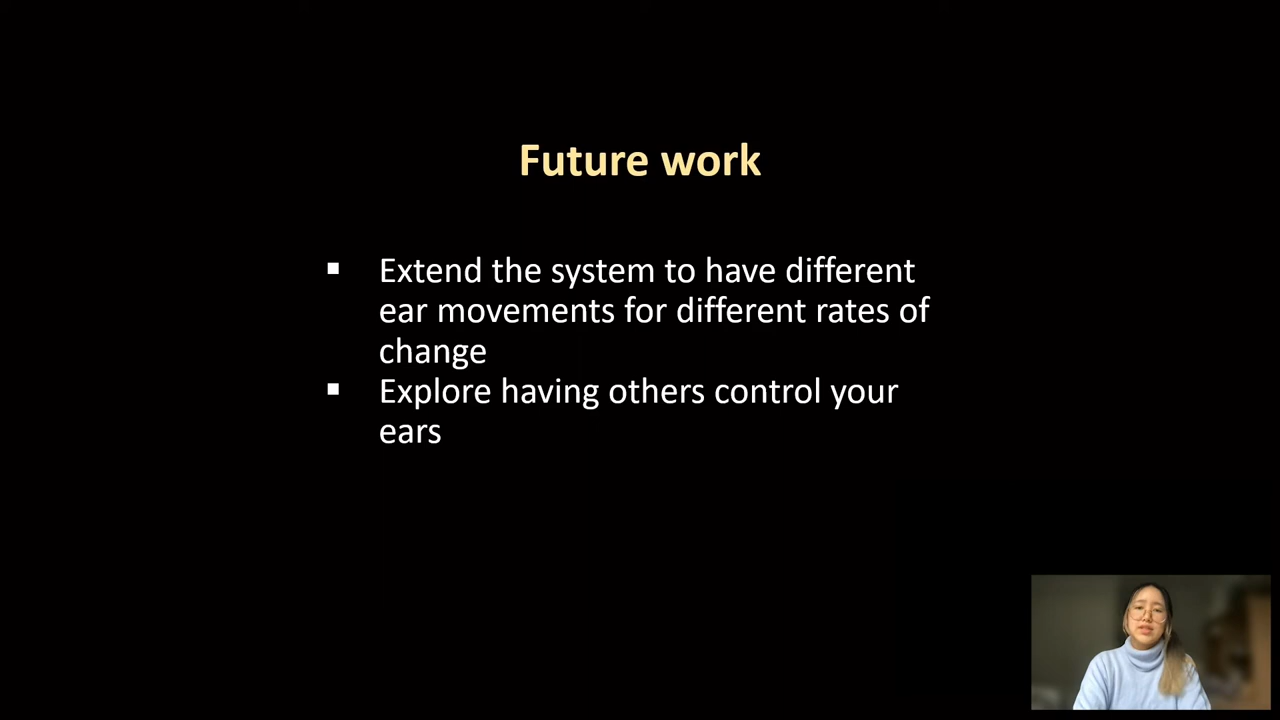 Future work
▪ Extend the system to have different
ear movements for different rates of
change
▪ Explore having others control your
ears